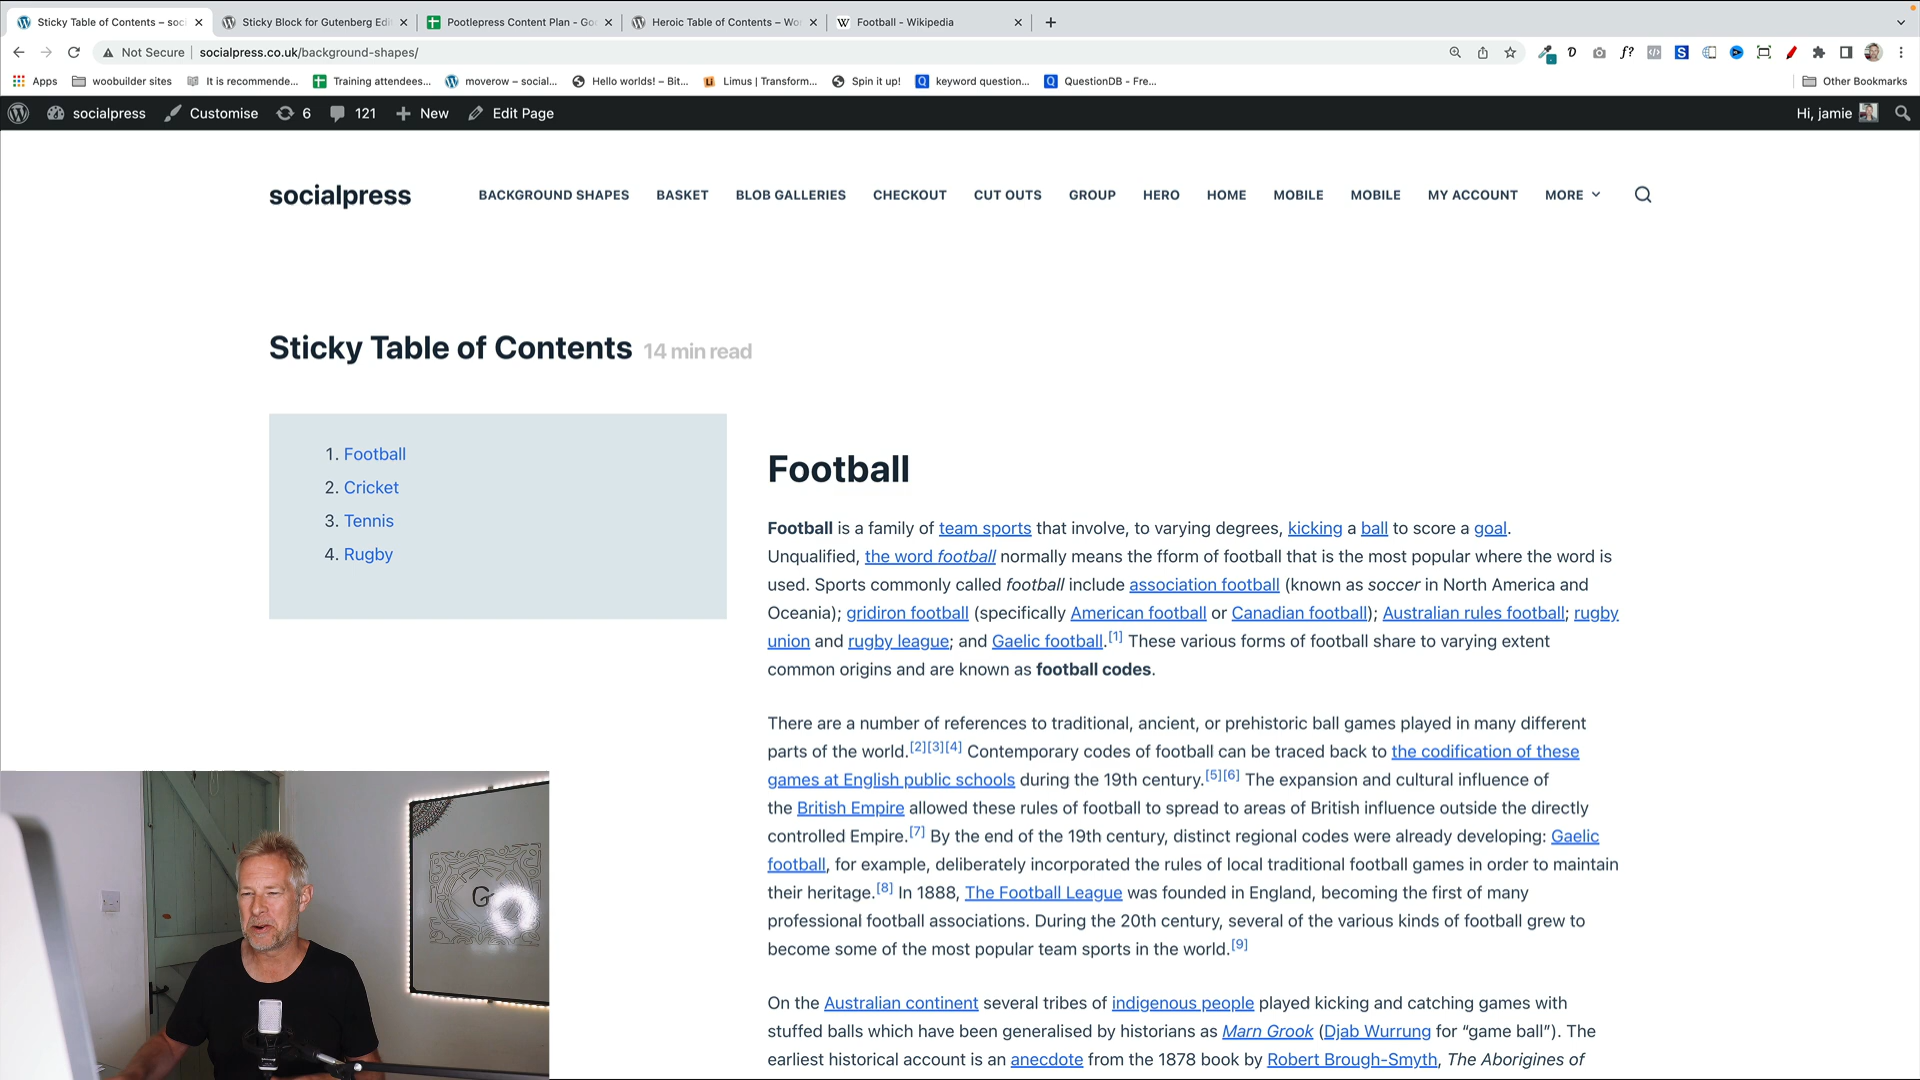 Sticky Table of Contents – soci
Sticky Block for Gutenberg Edi
Pootlepress Content Plan - Go
Heroic Table of Contents – Wo
Football - Wikipedia
Not Secure
socialpress.co.uk/background-shapes/
Apps
woobuilder sites
It is recommende...
Training attendees...
moverow – social...
Hello worlds! – Bit...
Limus | Transform...
Spin it up!
keyword question...
QuestionDB - Fre...
Other Bookmarks
socialpress
Customise
6
121
New
Edit Page
Hi, jamie
socialpress
BACKGROUND SHAPES
BASKET
BLOB GALLERIES
CHECKOUT
CUT OUTS
GROUP
HERO
HOME
MOBILE
MOBILE
MY ACCOUNT
MORE
Sticky Table of Contents 14 min read
1. Football
2. Cricket
3. Tennis
4. Rugby
Football
Football is a family of team sports that involve, to varying degrees, kicking a ball to score a goal.
Unqualified, the word football normally means the fform of football that is the most popular where the word is
used. Sports commonly called football include association football (known as soccer in North America and
Oceania); gridiron football (specifically American football or Canadian football); Australian rules football; rugby
union and rugby league; and Gaelic football.[1] These various forms of football share to varying extent
common origins and are known as football codes.
There are a number of references to traditional, ancient, or prehistoric ball games played in many different
parts of the world.[2][3][4] Contemporary codes of football can be traced back to the codification of these
games at English public schools during the 19th century.[5][6] The expansion and cultural influence of
the British Empire allowed these rules of football to spread to areas of British influence outside the directly
controlled Empire.[7] By the end of the 19th century, distinct regional codes were already developing: Gaelic
football, for example, deliberately incorporated the rules of local traditional football games in order to maintain
their heritage.[8] In 1888, The Football League was founded in England, becoming the first of many
professional football associations. During the 20th century, several of the various kinds of football grew to
become some of the most popular team sports in the world.[9]
On the Australian continent several tribes of indigenous people played kicking and catching games with
stuffed balls which have been generalised by historians as Marn Grook (Djab Wurrung for “game ball”). The
earliest historical account is an anecdote from the 1878 book by Robert Brough-Smyth, The Aborigines of